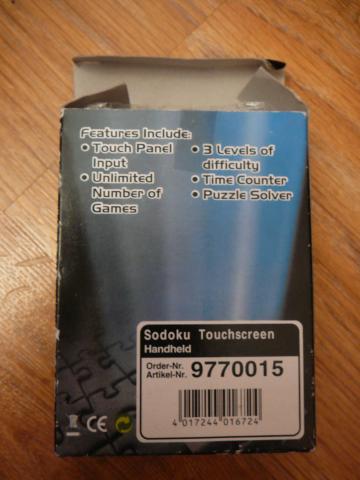 Features Include:
• Touch Panel
Input
• Unlimited
Number of
Games
• 3 Levels of
difficulty
• Time Counter
• Puzzle Solver
Sodoku Touchscreen
Handheld
Order-Nr.
Artikel-Nr. 9770015
4 017244 016724
CE